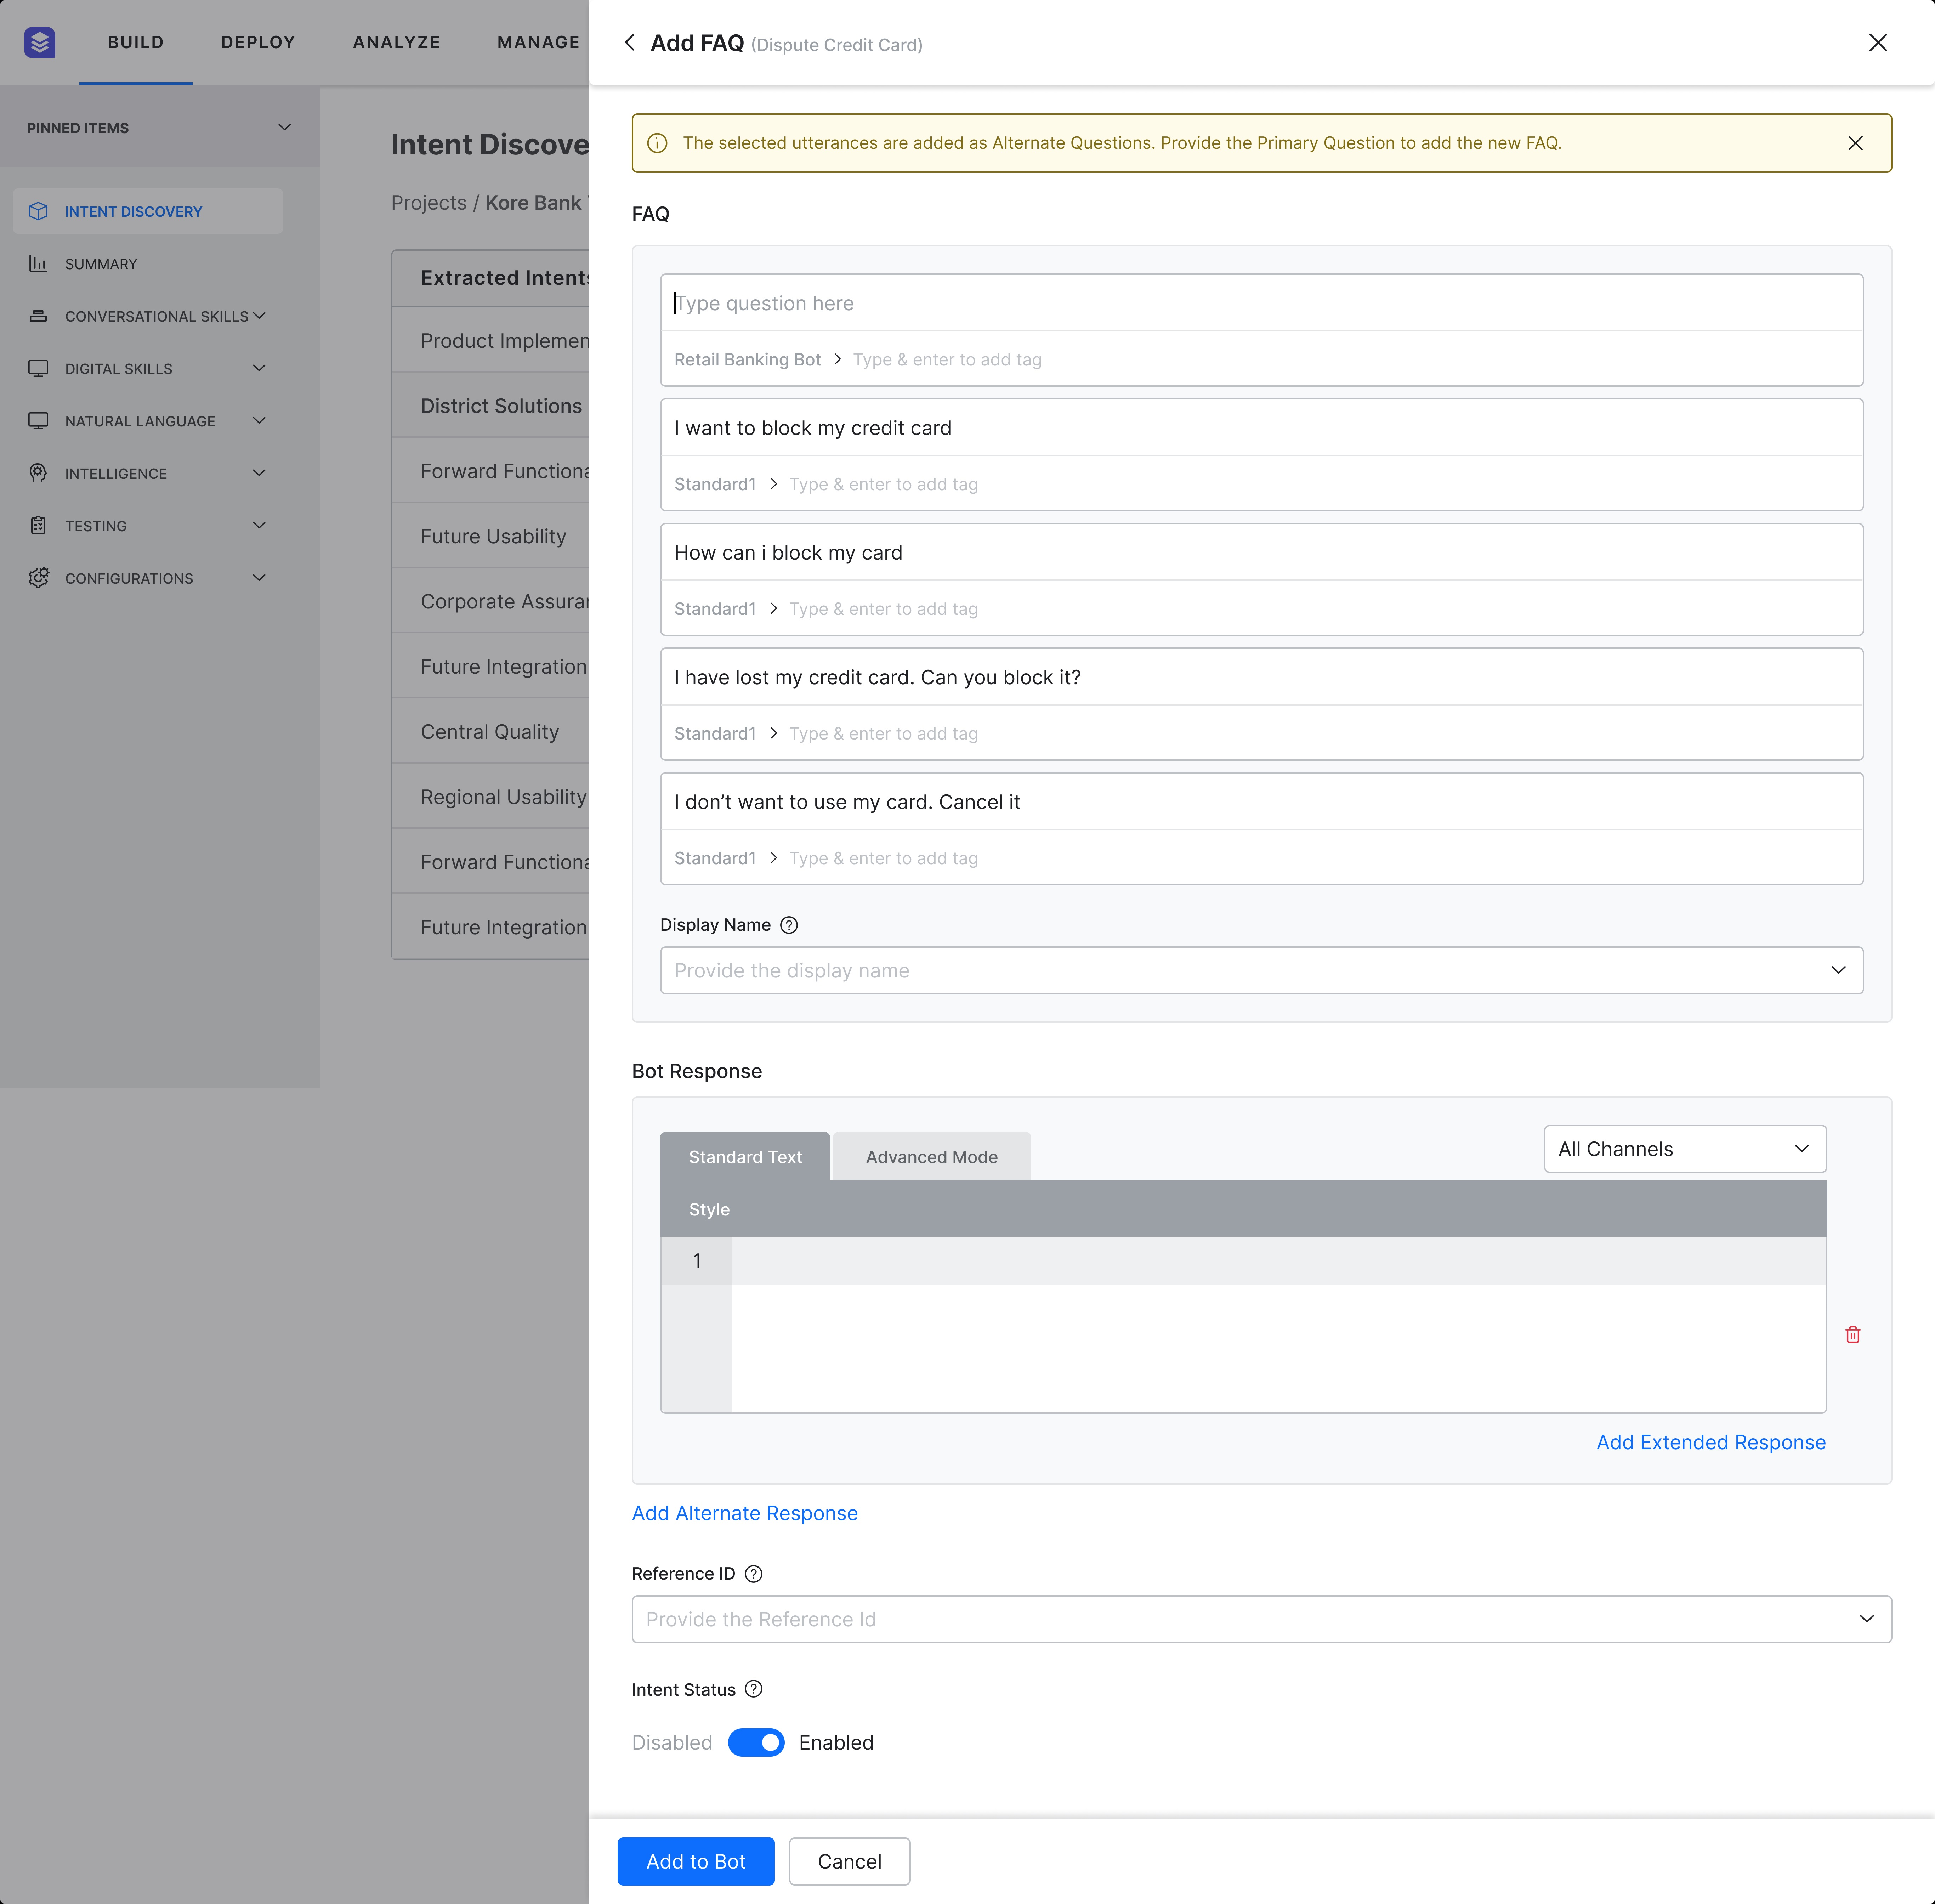 BUILD
DEPLOY
ANALYZE
MANAGE
PINNED ITEMS
INTENT DISCOVERY
SUMMARY
CONVERSATIONAL SKILLS
DIGITAL SKILLS
NATURAL LANGUAGE
INTELLIGENCE
TESTING
CONFIGURATIONS
Intent Discove
Projects / Kore Bank
Extracted Intents
Product Implemen
District Solutions
Forward Functiona
Future Usability
Corporate Assurar
Future Integration
Central Quality
Regional Usability
Forward Functiona
Future Integration
Add FAQ (Dispute Credit Card)
The selected utterances are added as Alternate Questions. Provide the Primary Question to add the new FAQ.
FAQ
Type question here
Retail Banking Bot > Type & enter to add tag
I want to block my credit card
Standard1 > Type & enter to add tag
How can i block my card
Standard1 > Type & enter to add tag
I have lost my credit card. Can you block it?
Standard1 > Type & enter to add tag
I don’t want to use my card. Cancel it
Standard1 > Type & enter to add tag
Display Name
Provide the display name
Bot Response
Standard Text
Advanced Mode
All Channels
Style
1
Add Extended Response
Add Alternate Response
Reference ID
Provide the Reference Id
Intent Status
Disabled
Enabled
Add to Bot
Cancel